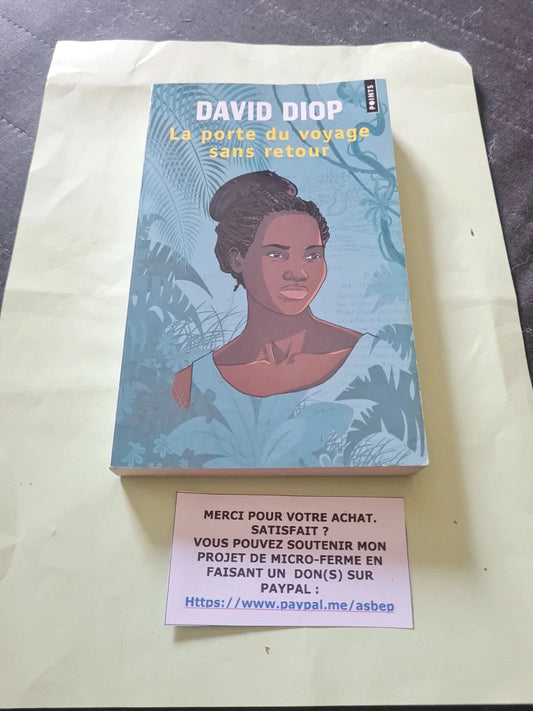 DAVID DIOP
La porte du voyage
sans retour
POINTS
MERCI POUR VOTRE ACHAT.
SATISFAIT ?
VOUS POUVEZ SOUTENIR MON
PROJET DE MICRO-FERME EN
FAISANT UN DON(S) SUR
PAYPAL :
Https://www.paypal.me/asbep